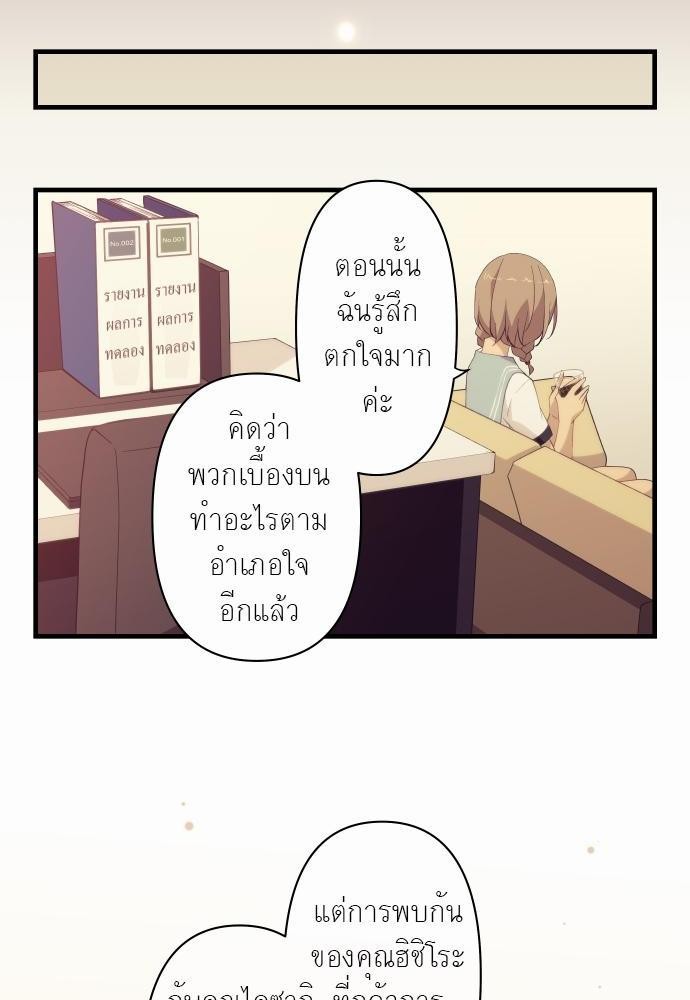 No.002
รายงาน
ผลการ
ทดลอง
No.001
รายงาน
ผลการ
ทดลอง
ตอนนั้น
ฉันรู้สึก
ตกใจมาก
ค่ะ
คิดว่า
พวกเบื้องบน
ทำอะไรตาม
อำเภอใจ
อีกแล้ว
แต่การพบกัน
ของคุณฮิชิโระ